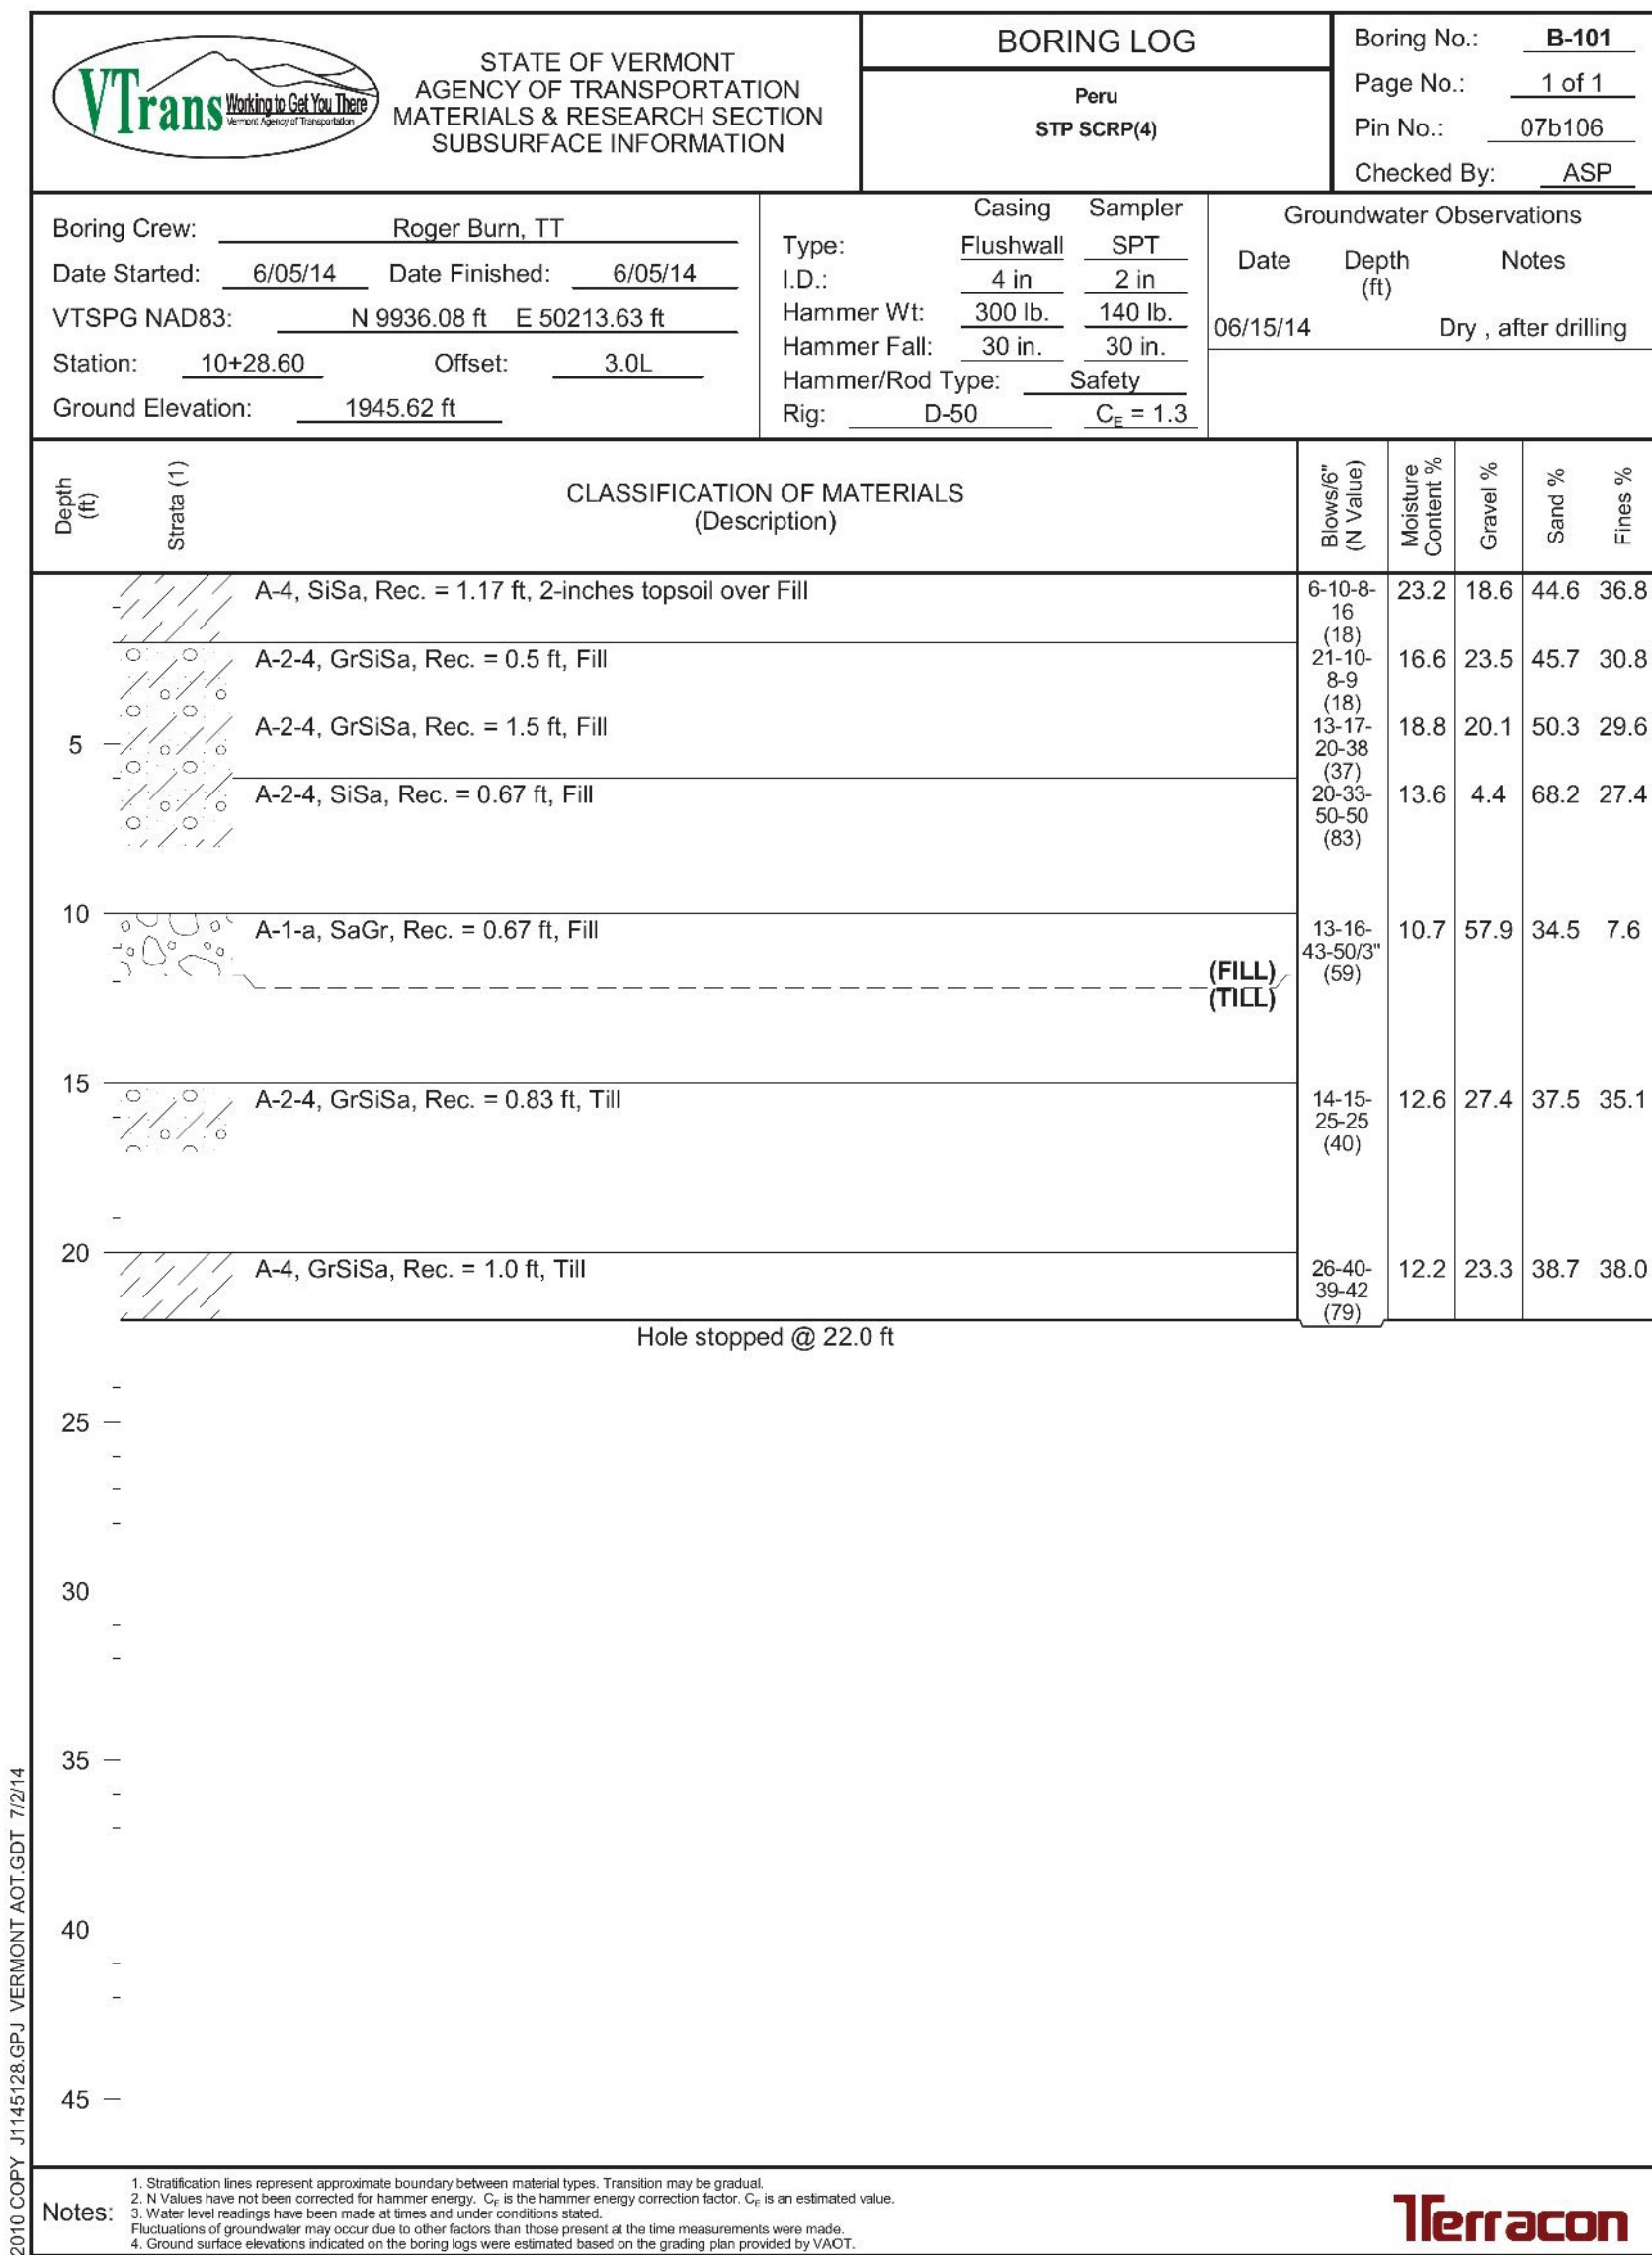 VTrans Working to Get You There
Vermont Agency of Transportation
STATE OF VERMONT
AGENCY OF TRANSPORTATION
MATERIALS & RESEARCH SECTION
SUBSURFACE INFORMATION
BORING LOG
Peru
STP SCRP(4)
Boring No.: B-101
Page No.: 1 of 1
Pin No.: 07b106
Checked By: ASP
Boring Crew: Roger Burn, TT
Date Started: 6/05/14 Date Finished: 6/05/14
VTSPG NAD83: N 9936.08 ft E 50213.63 ft
Station: 10+28.60 Offset: 3.0L
Ground Elevation: 1945.62 ft
Casing Sampler
Type: Flushwall SPT
I.D.: 4 in 2 in
Hammer Wt: 300 lb. 140 lb.
Hammer Fall: 30 in. 30 in.
Hammer/Rod Type: Safety
Rig: D-50 CE = 1.3
Groundwater Observations
Date Depth (ft) Notes
06/15/14 Dry , after drilling
Depth (ft)
Strata (1)
CLASSIFICATION OF MATERIALS
(Description)
Blows/6" (N Value)
Moisture Content %
Gravel %
Sand %
Fines %
A-4, SiSa, Rec. = 1.17 ft, 2-inches topsoil over Fill 6-10-8- 23.2 18.6 44.6 36.8
16
(18)
A-2-4, GrSiSa, Rec. = 0.5 ft, Fill 21-10- 16.6 23.5 45.7 30.8
8-9
(18)
A-2-4, GrSiSa, Rec. = 1.5 ft, Fill 13-17- 18.8 20.1 50.3 29.6
5 20-38
(37)
A-2-4, SiSa, Rec. = 0.67 ft, Fill 20-33- 13.6 4.4 68.2 27.4
50-50
(83)
10
A-1-a, SaGr, Rec. = 0.67 ft, Fill 13-16- 10.7 57.9 34.5 7.6
43-50/3"
(FILL) (59)
(TILL)
15
A-2-4, GrSiSa, Rec. = 0.83 ft, Till 14-15- 12.6 27.4 37.5 35.1
25-25
(40)
20
A-4, GrSiSa, Rec. = 1.0 ft, Till 26-40- 12.2 23.3 38.7 38.0
39-42
(79)
Hole stopped @ 22.0 ft
25
30
35
40
45
2010 COPY J1145128.GPJ VERMONT AOT.GDT 7/2/14
Notes:
1. Stratification lines represent approximate boundary between material types. Transition may be gradual.
2. N Values have not been corrected for hammer energy. CE is the hammer energy correction factor. CE is an estimated value.
3. Water level readings have been made at times and under conditions stated.
Fluctuations of groundwater may occur due to other factors than those present at the time measurements were made.
4. Ground surface elevations indicated on the boring logs were estimated based on the grading plan provided by VAOT.
Terracon